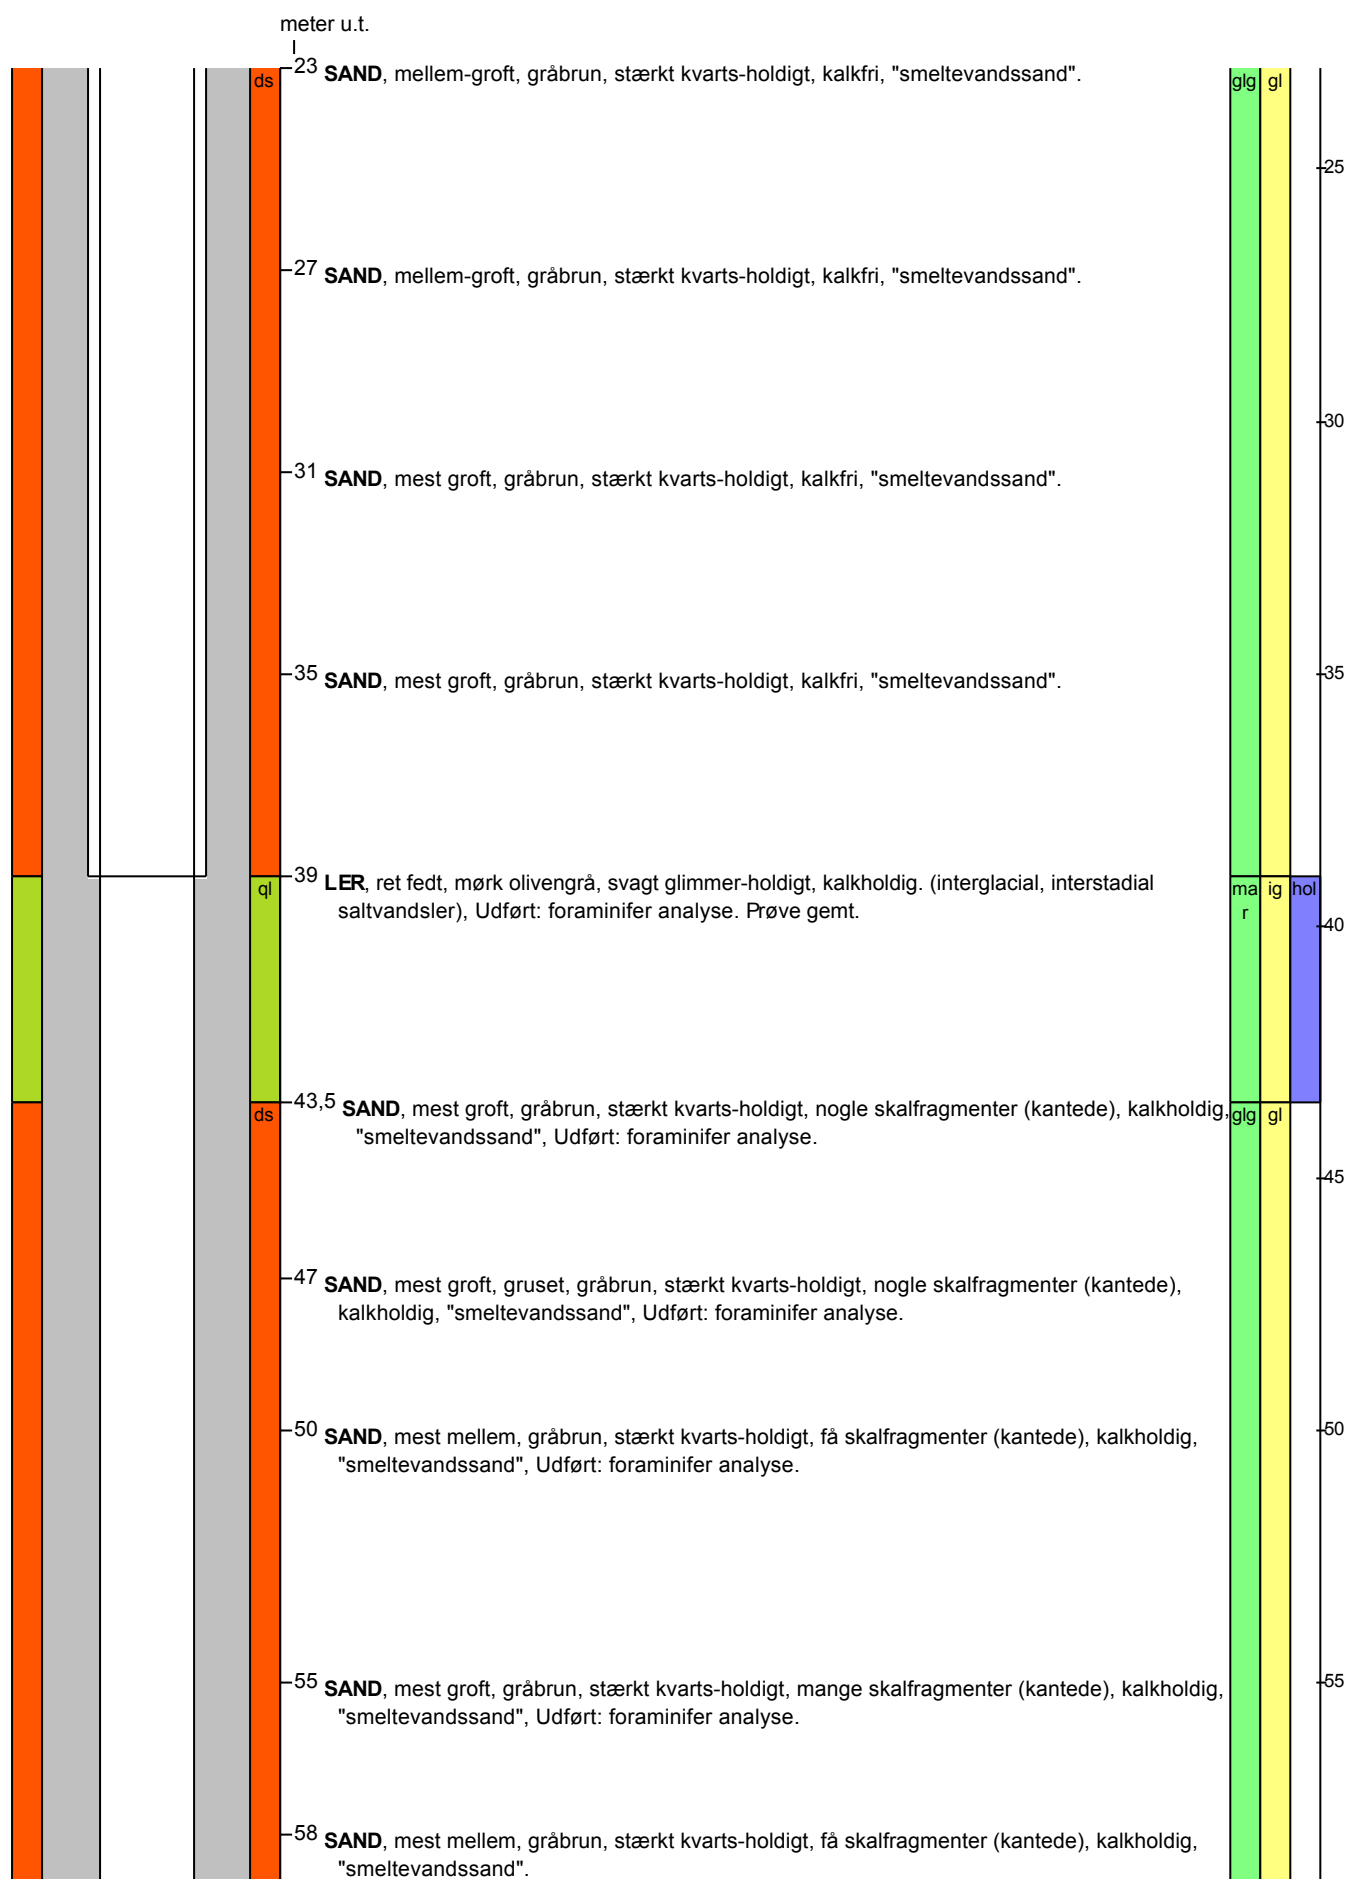 meter u.t.
23 SAND, mellem-groft, gråbrun, stærkt kvarts-holdigt, kalkfri, "smeltevandssand".
ds
glg gl
25
27 SAND, mellem-groft, gråbrun, stærkt kvarts-holdigt, kalkfri, "smeltevandssand".
30
31 SAND, mest groft, gråbrun, stærkt kvarts-holdigt, kalkfri, "smeltevandssand".
35 SAND, mest groft, gråbrun, stærkt kvarts-holdigt, kalkfri, "smeltevandssand".
35
39 LER, ret fedt, mørk olivengrå, svagt glimmer-holdigt, kalkholdig. (interglacial, interstadial
saltvandsler), Udført: foraminifer analyse. Prøve gemt.
ql
ma ig hol
r
40
43,5 SAND, mest groft, gråbrun, stærkt kvarts-holdigt, nogle skalfragmenter (kantede), kalkholdig,
"smeltevandssand", Udført: foraminifer analyse.
ds
glg gl
45
47 SAND, mest groft, gruset, gråbrun, stærkt kvarts-holdigt, nogle skalfragmenter (kantede),
kalkholdig, "smeltevandssand", Udført: foraminifer analyse.
50 SAND, mest mellem, gråbrun, stærkt kvarts-holdigt, få skalfragmenter (kantede), kalkholdig,
"smeltevandssand", Udført: foraminifer analyse.
50
55 SAND, mest groft, gråbrun, stærkt kvarts-holdigt, mange skalfragmenter (kantede), kalkholdig,
"smeltevandssand", Udført: foraminifer analyse.
55
58 SAND, mest mellem, gråbrun, stærkt kvarts-holdigt, få skalfragmenter (kantede), kalkholdig,
"smeltevandssand".